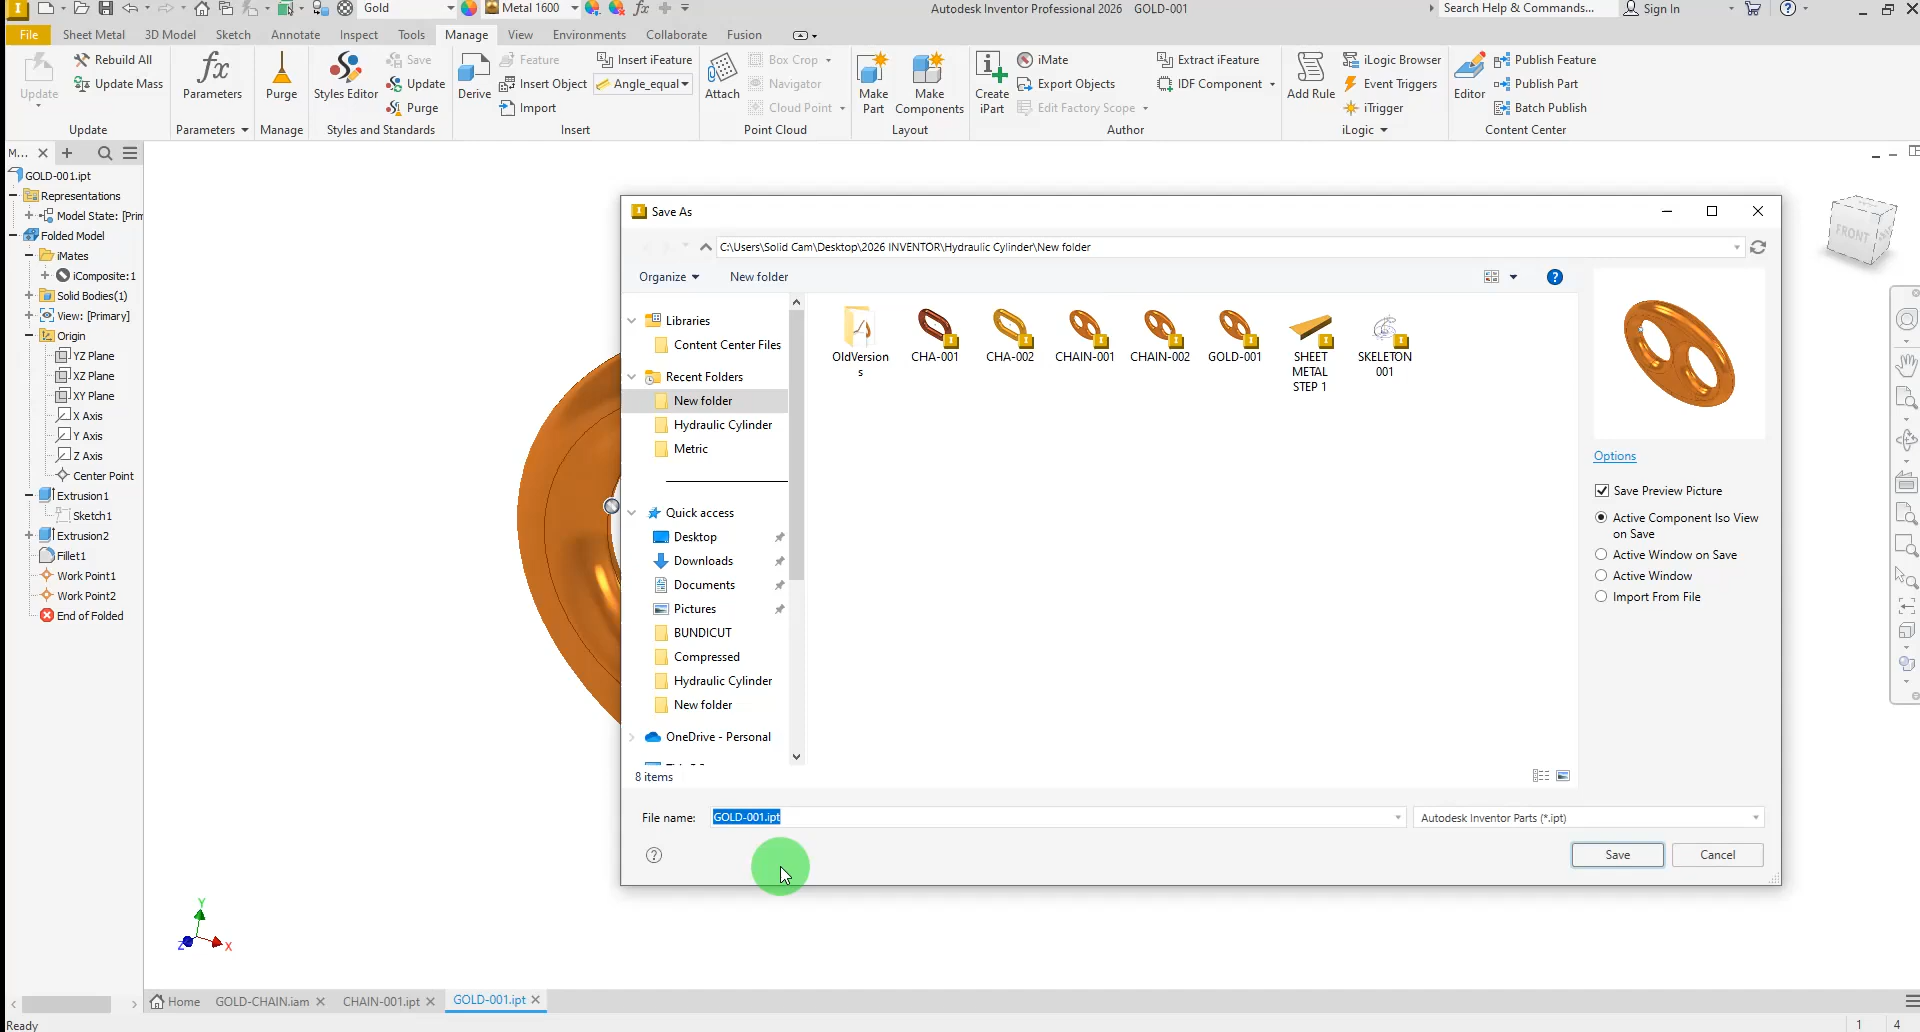 Gold
Metal 1600
Autodesk Inventor Professional 2026 GOLD-001
Search Help & Commands...
Sign In
File Sheet Metal 3D Model Sketch Annotate Inspect Tools Manage View Environments Collaborate Fusion
Update
Rebuild All
Update Mass
Update
fx
Parameters
Parameters
Purge
Manage
Styles Editor
Save
Update
Purge
Styles and Standards
Derive
Feature
Insert Object
Import
Insert iFeature
Angle_equal
Insert
Attach
Box Crop
Navigator
Cloud Point
Point Cloud
Make
Part
Make
Components
Layout
Create
iPart
iMate
Export Objects
Edit Factory Scope
Extract iFeature
IDF Component
Author
Add Rule
iLogic Browser
Event Triggers
iTrigger
iLogic
Editor
Publish Feature
Publish Part
Batch Publish
Content Center
M...
GOLD-001.ipt
Representations
Model State: [Prim
Folded Model
iMates
iComposite:1
Solid Bodies(1)
View: [Primary]
Origin
YZ Plane
XZ Plane
XY Plane
X Axis
Y Axis
Z Axis
Center Point
Extrusion1
Sketch1
Extrusion2
Fillet1
Work Point1
Work Point2
End of Folded
FRONT
Save As
C:\Users\Solid Cam\Desktop\2026 INVENTOR\Hydraulic Cylinder\New folder
Organize New folder
Libraries
Content Center Files
Recent Folders
New folder
Hydraulic Cylinder
Metric
Quick access
Desktop
Downloads
Documents
Pictures
BUNDICUT
Compressed
Hydraulic Cylinder
New folder
OneDrive - Personal
OldVersion
s
CHA-001
CHA-002
CHAIN-001
CHAIN-002
GOLD-001
SHEET
METAL
STEP 1
SKELETON
001
Options
Save Preview Picture
Active Component Iso View
on Save
Active Window on Save
Active Window
Import From File
8 items
File name: GOLD-001.ipt
Autodesk Inventor Parts (*.ipt)
Save Cancel
Y
Z
X
Home GOLD-CHAIN.iam CHAIN-001.ipt GOLD-001.ipt
Ready
1 4